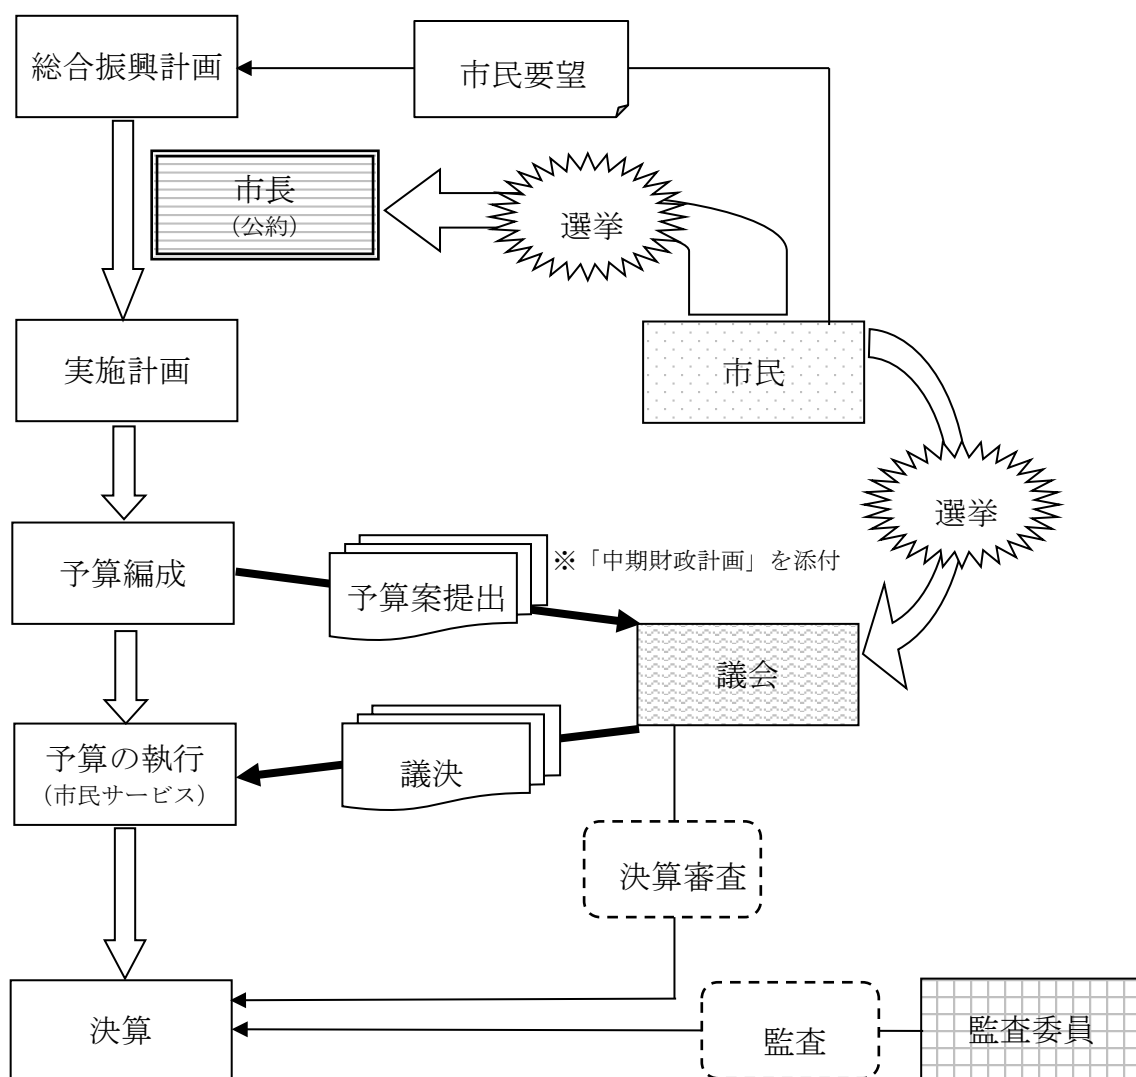 総合振興計画
市民要望
市長
（公約）
選挙
実施計画
市民
選挙
予算編成
予算案提出
※「中期財政計画」を添付
議会
予算の執行
（市民サービス）
議決
決算審査
決算
監査
監査委員